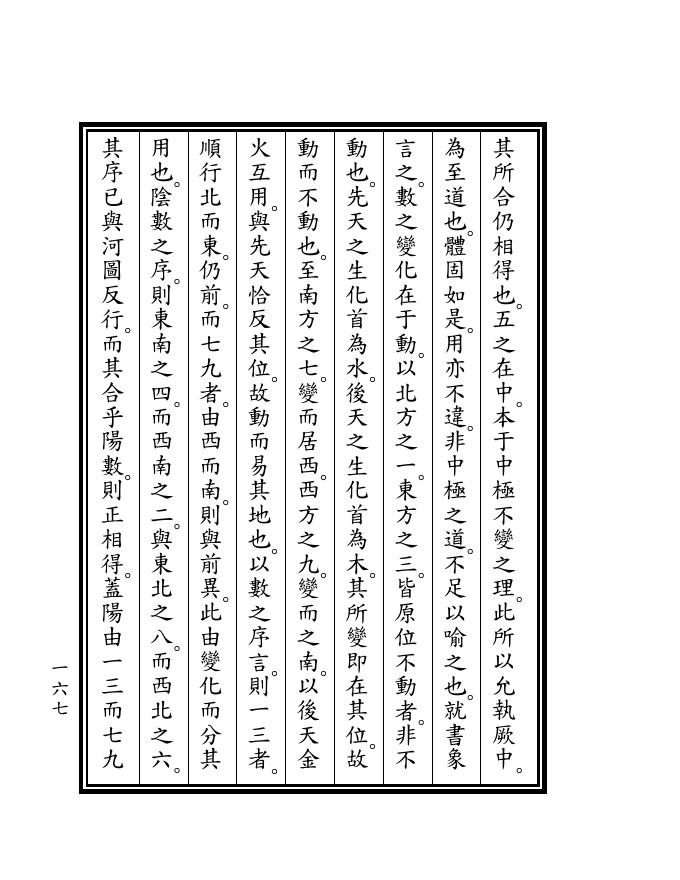 其所合仍相得也。五之在中。本于中極不變之理。此所以允執厥中。
為至道也。體固如是。用亦不違。非中極之道。不足以喻之也。就書象
言之。數之變化在于動。以北方之一。東方之三。皆原位不動者。非不
動也。先天之生化首為水。後天之生化首為木。其所變即在其位。故
動而不動也。至南方之七。變而居西。西方之九。變而之南。以後天金
火互用。與先天恰反其位。故動而易其地也。以數之序言。則一三者。
順行北而東。仍前。而七九者。由西而南。則與前異。此由變化而分其
用也。陰數之序。則東南之四。而西南之二。與東北之八。而西北之六。
其序已與河圖反行。而其合乎陽數。則正相得。蓋陽由一三而七九
一六七